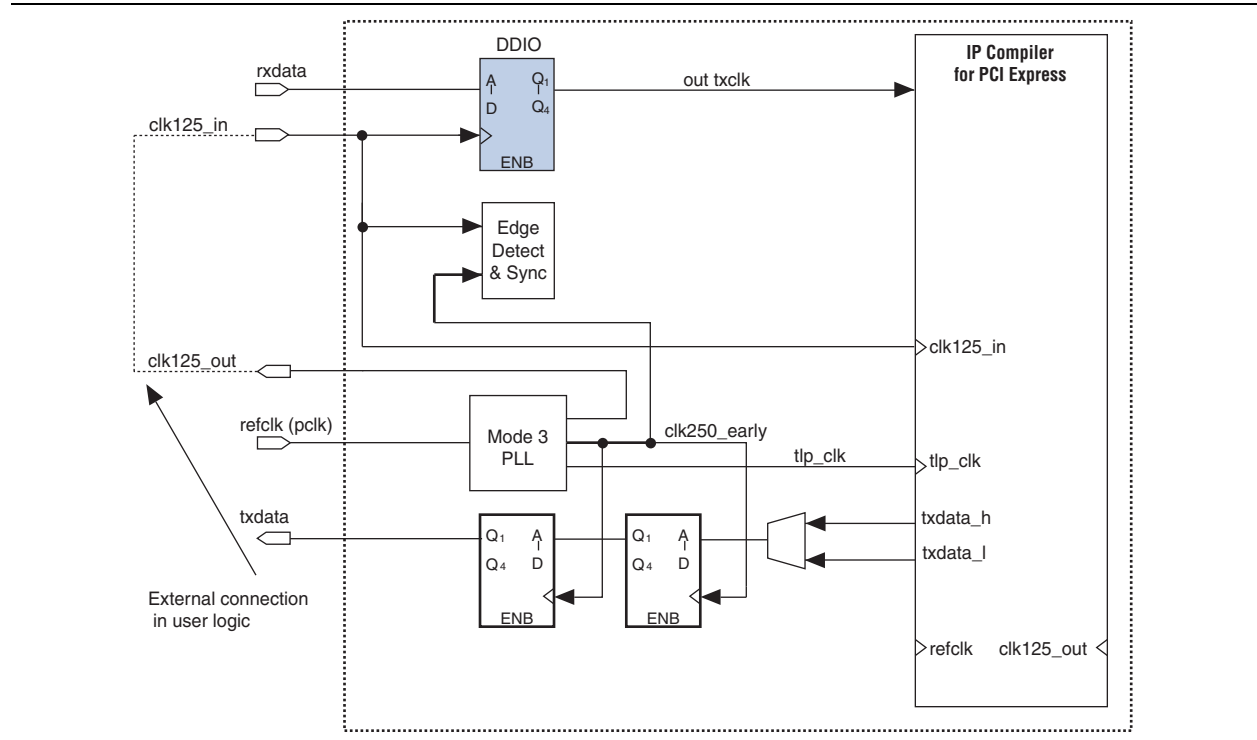 DDIO
IP Compiler
for PCI Express
rxdata
A
D
Q1
Q4
out txclk
clk125_in
ENB
Edge
Detect
& Sync
clk125_in
clk125_out
refclk (pclk)
Mode 3
PLL
clk250_early
tlp_clk
tlp_clk
txdata
Q1 A
Q4 D
ENB
Q1 A
Q4 D
ENB
txdata_h
txdata_l
External connection
in user logic
refclk clk125_out